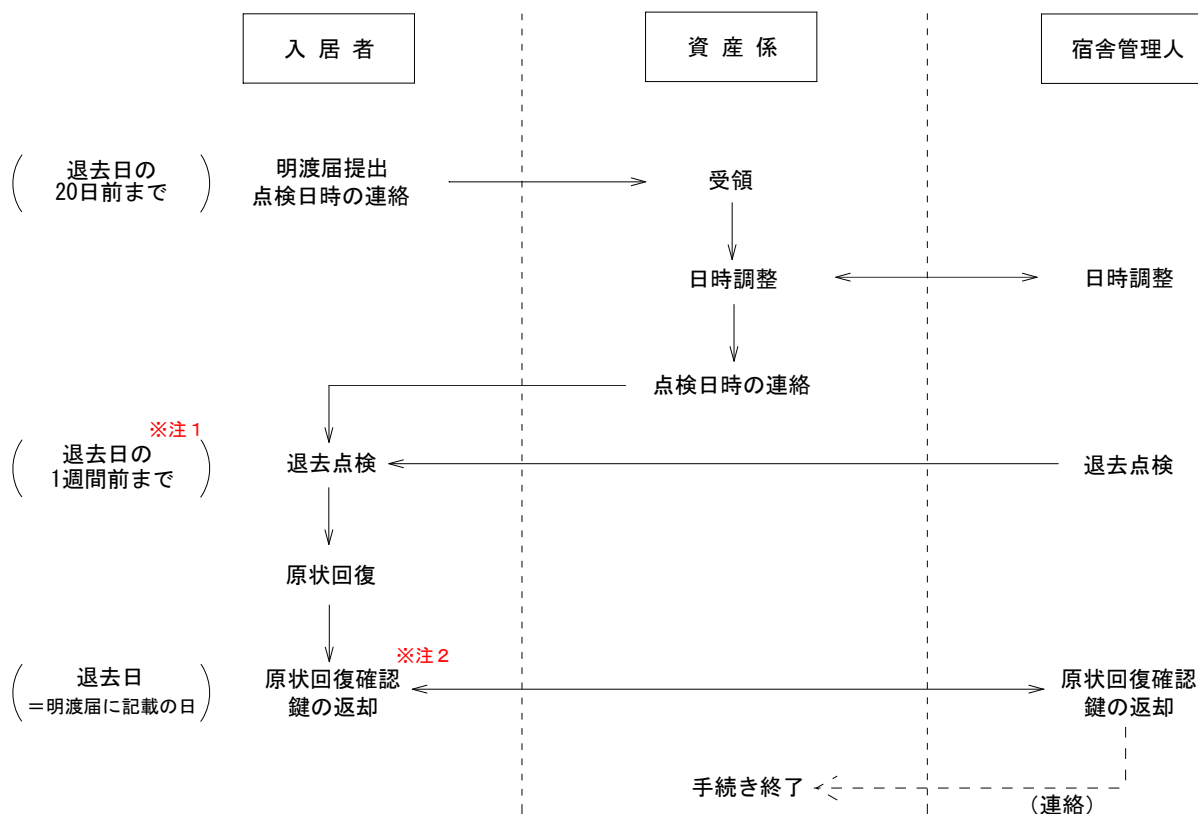 入居者
資産係
宿舎管理人
退去日の
20日前まで
明渡届提出
点検日時の連絡
受領
日時調整
日時調整
点検日時の連絡
※注１
退去日の
1週間前まで
退去点検
退去点検
原状回復
※注２
退去日
＝明渡届に記載の日
原状回復確認
鍵の返却
原状回復確認
鍵の返却
手続き終了
（連絡）